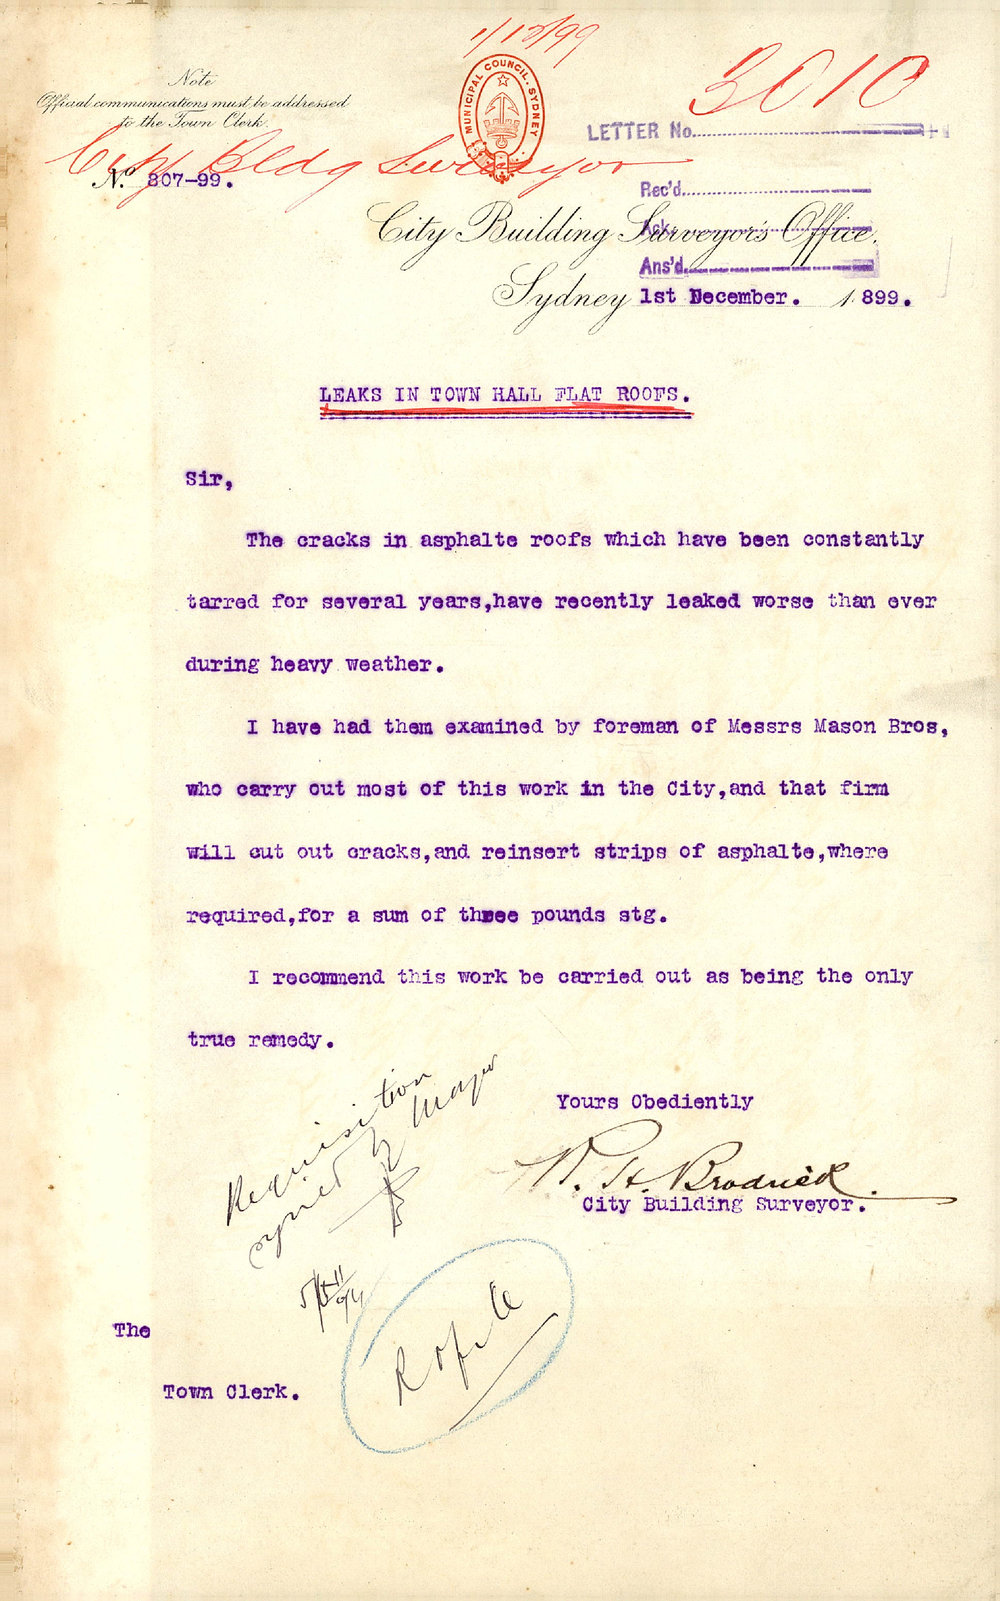 1/12/99
MUNICIPAL COUNCIL. SYDNEY
Note
Official communications must be addressed
to the Town Clerk.
3010
LETTER No.
City Bldg Surveyor
No. 307-99.
Rec'd
Ack.
City Building Surveyor's Office.
Ans'd
Sydney 1st December. 1899.
LEAKS IN TOWN HALL FLAT ROOFS.
Sir,
The cracks in asphalte roofs which have been constantly
tarred for several years,have recently leaked worse than ever
during heavy weather.
I have had them examined by foreman of Messrs Mason Bros,
who carry out most of this work in the City,and that firm
will cut out cracks,and reinsert strips of asphalte,where
required,for a sum of three pounds stg.
I recommend this work be carried out as being the only
true remedy.
Yours Obediently
Requisition
signed by Mayor
City Building Surveyor.
The
Town Clerk.